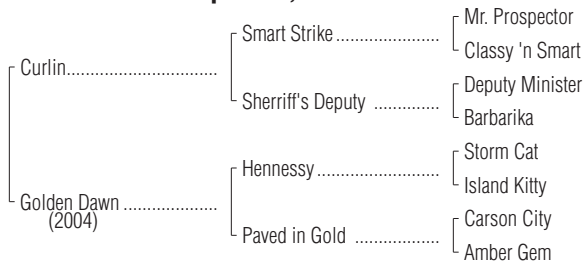 Mr. Prospector
Smart Strike....................
Classy 'n Smart
Curlin.............................
Deputy Minister
Sherriff's Deputy .............
Barbarika
Storm Cat
Hennessy.......................
Island Kitty
Golden Dawn ..................
(2004)
Carson City
Paved in Gold ................
Amber Gem